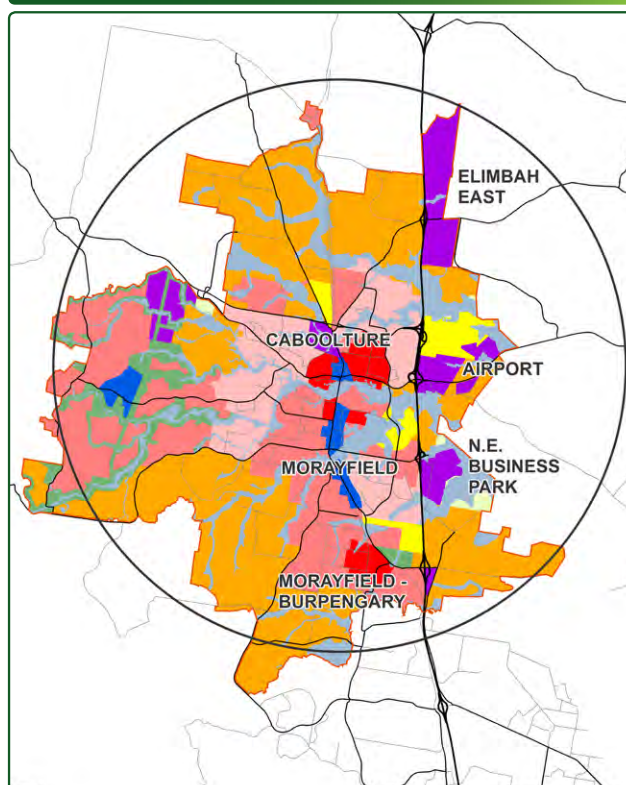 ELIMBAH
EAST
CABOOLTURE
AIRPORT
N.E.
BUSINESS
PARK
MORAYFIELD
MORAYFIELD -
BURPENGARY